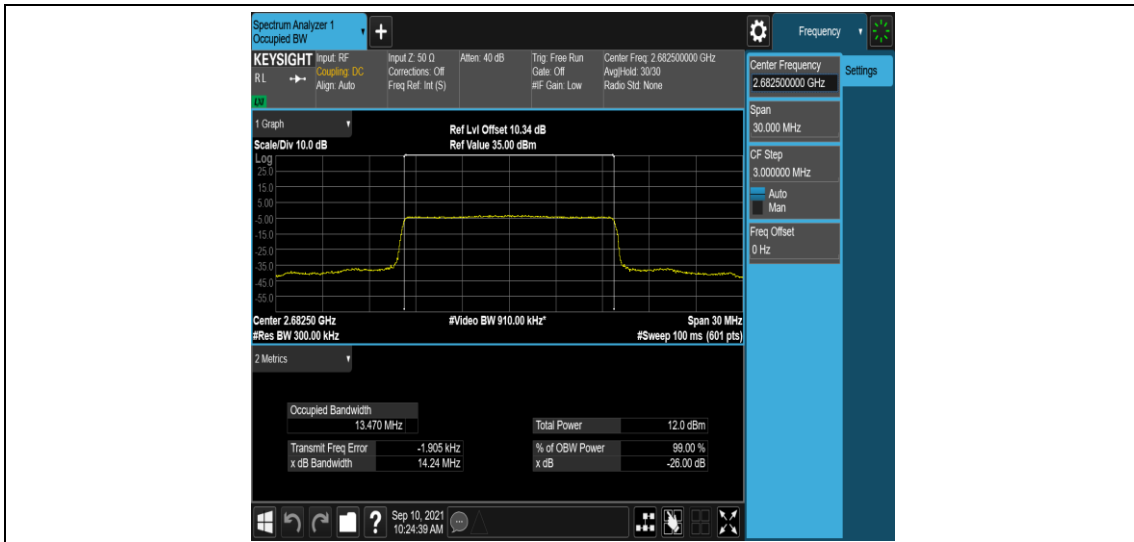 Spectrum Analyzer 1
Occupied BW
+
Frequency
KEYSIGHT
RL
LXI
Input: RF
Coupling: DC
Align: Auto
Input Z: 50 Ω
Corrections: Off
Freq Ref: Int (S)
Atten: 40 dB
Trig: Free Run
Gate: Off
#IF Gain: Low
Center Freq: 2.682500000 GHz
Avg|Hold: 30/30
Radio Std: None
Center Frequency
2.682500000 GHz
Settings
Span
30.000 MHz
CF Step
3.000000 MHz
Auto
Man
Freq Offset
0 Hz
1 Graph
Ref Lvl Offset 10.34 dB
Scale/Div 10.0 dB
Ref Value 35.00 dBm
Log
25.0
15.0
5.00
-5.00
-15.0
-25.0
-35.0
-45.0
-55.0
Center 2.68250 GHz
#Video BW 910.00 kHz*
Span 30 MHz
#Res BW 300.00 kHz
#Sweep 100 ms (601 pts)
2 Metrics
Occupied Bandwidth
13.470 MHz
Total Power 12.0 dBm
Transmit Freq Error -1.905 kHz
% of OBW Power 99.00 %
x dB Bandwidth 14.24 MHz
x dB -26.00 dB
?
Sep 10, 2021
10:24:39 AM